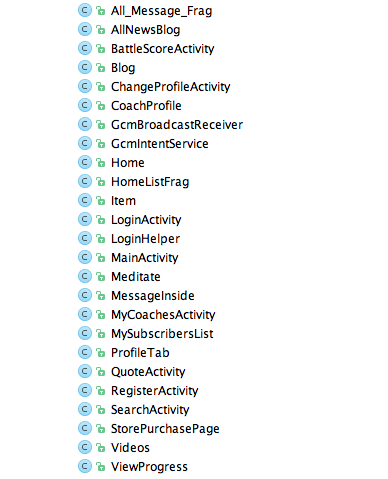 All_Message_Frag
AllNewsBlog
BattleScoreActivity
Blog
ChangeProfileActivity
CoachProfile
GcmBroadcastReceiver
GcmIntentService
Home
HomeListFrag
Item
LoginActivity
LoginHelper
MainActivity
Meditate
MessageInside
MyCoachesActivity
MySubscribersList
ProfileTab
QuoteActivity
RegisterActivity
SearchActivity
StorePurchasePage
Videos
ViewProgress